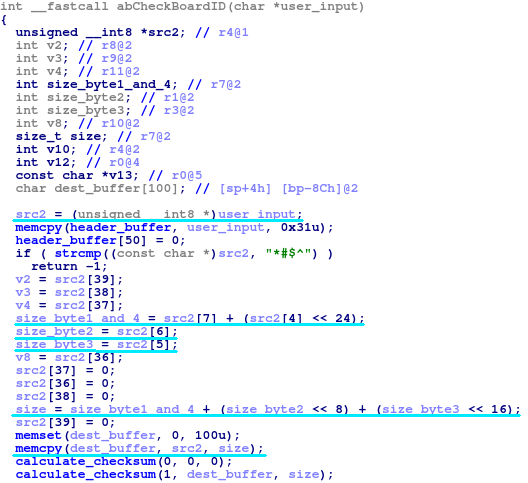 int __fastcall abCheckBoardID(char *user_input)
{
unsigned __int8 *src2; // r4@1
int v2; // r8@2
int v3; // r9@2
int v4; // r11@2
int size_byte1_and_4; // r7@2
int size_byte2; // r1@2
int size_byte3; // r3@2
int v8; // r10@2
size_t size; // r7@2
int v10; // r4@2
int v12; // r0@4
const char *v13; // r0@5
char dest_buffer[100]; // [sp+4h] [bp-8Ch]@2
src2 = (unsigned __int8 *)user_input;
memcpy(header_buffer, user_input, 0x31u);
header_buffer[50] = 0;
if ( strcmp((const char *)src2, "*#$^") )
return -1;
v2 = src2[39];
v3 = src2[38];
v4 = src2[37];
size_byte1_and_4 = src2[7] + (src2[4] << 24);
size_byte2 = src2[6];
size_byte3 = src2[5];
v8 = src2[36];
src2[37] = 0;
src2[36] = 0;
src2[38] = 0;
size = size_byte1_and_4 + (size_byte2 << 8) + (size_byte3 << 16);
src2[39] = 0;
memset(dest_buffer, 0, 100u);
memcpy(dest_buffer, src2, size);
calculate_checksum(0, 0, 0);
calculate_checksum(1, dest_buffer, size);